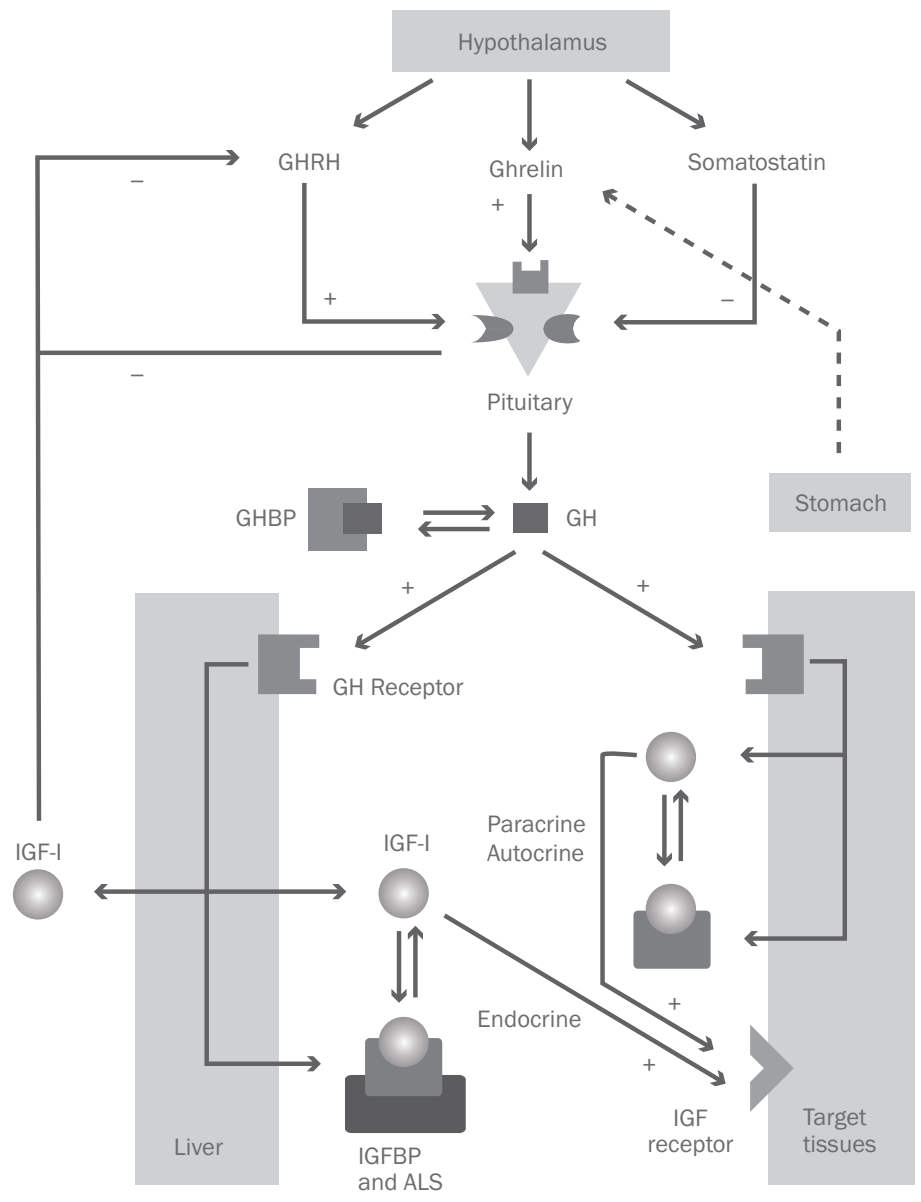 Hypothalamus
GHRH
Ghrelin
Somatostatin
–
+
+
–
–
Pituitary
Stomach
GHBP
GH
+
+
GH Receptor
Paracrine
Autocrine
IGF-I
IGF-I
Endocrine
+
+
Liver
IGFBP
and ALS
IGF
receptor
Target
tissues